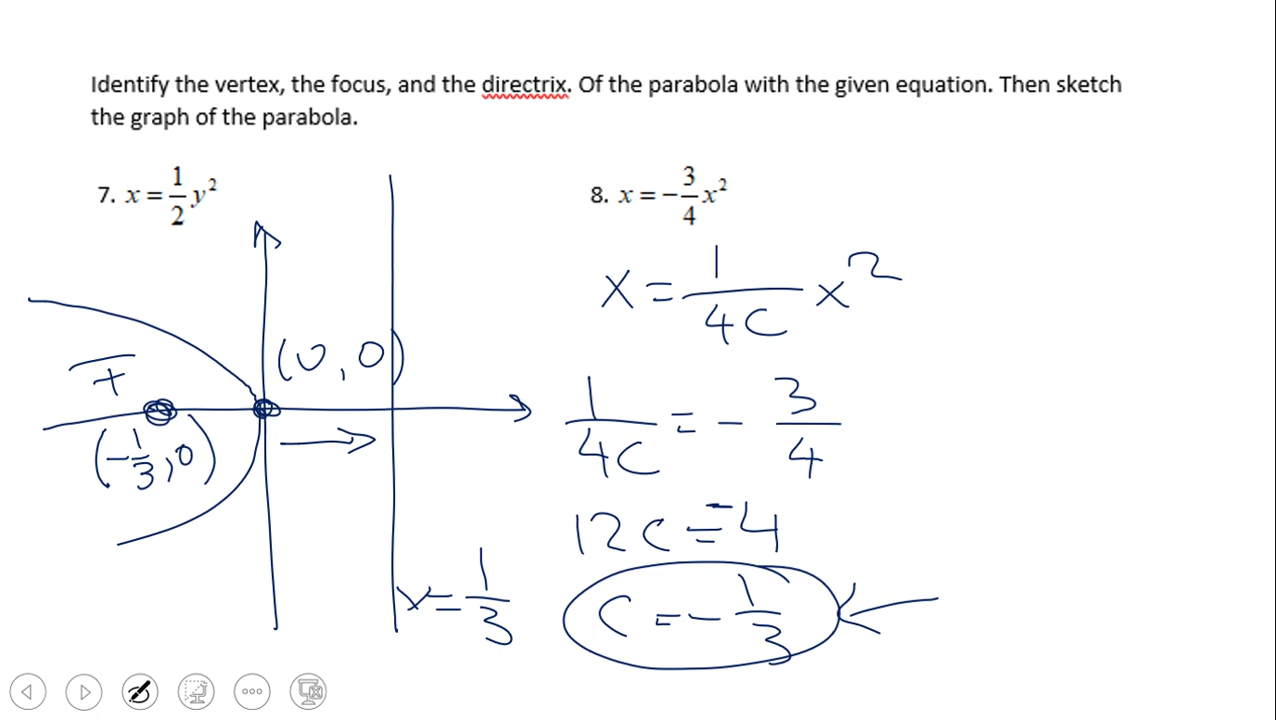 Identify the vertex, the focus, and the directrix. Of the parabola with the given equation. Then sketch
the graph of the parabola.
7. x = 1/2 y²
8. x = -3/4 x²
x = 1/4C x²
(0, 0)
F
(-1/3, 0)
1/4C = - 3/4
12C = -4
x = 1/3
C = - 1/3